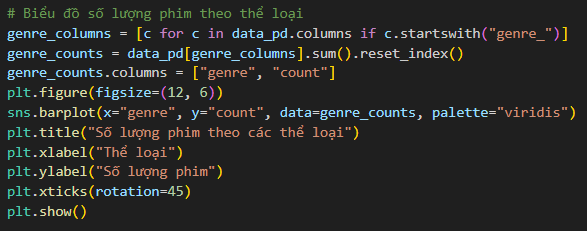 # Biểu đồ số lượng phim theo thể loại
genre_columns = [c for c in data_pd.columns if c.startswith("genre_")]
genre_counts = data_pd[genre_columns].sum().reset_index()
genre_counts.columns = ["genre", "count"]
plt.figure(figsize=(12, 6))
sns.barplot(x="genre", y="count", data=genre_counts, palette="viridis")
plt.title("Số lượng phim theo các thể loại")
plt.xlabel("Thể loại")
plt.ylabel("Số lượng phim")
plt.xticks(rotation=45)
plt.show()